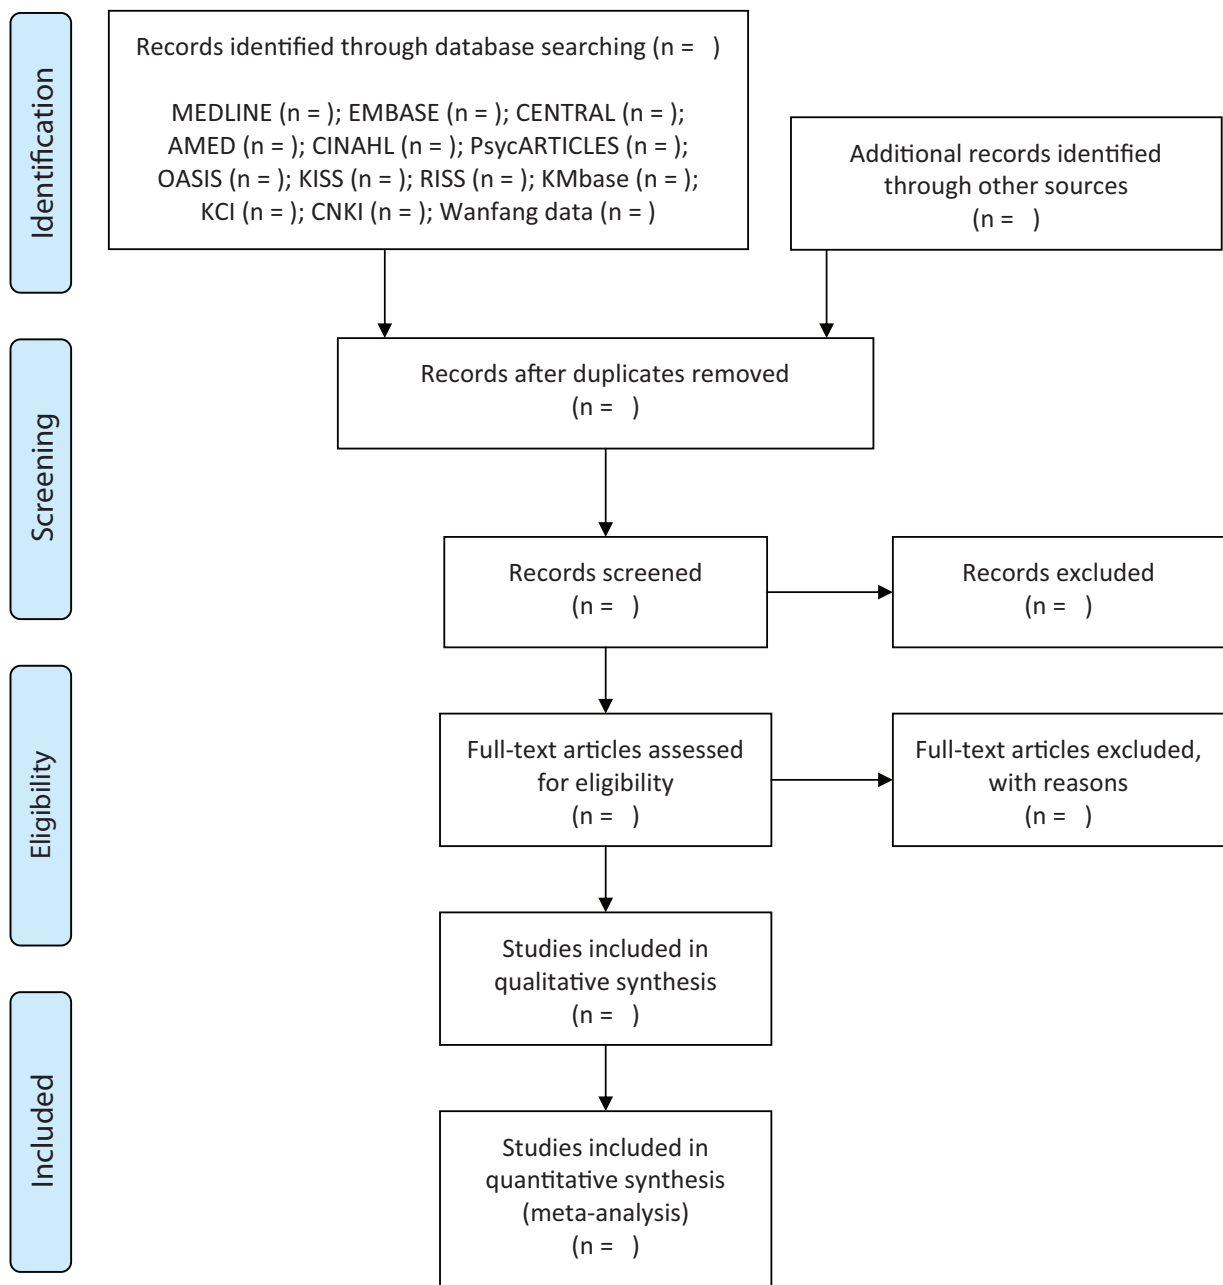 Identification
Records identified through database searching (n =   )
MEDLINE (n = ); EMBASE (n = ); CENTRAL (n = );
AMED (n = ); CINAHL (n = ); PsycARTICLES (n = );
OASIS (n = ); KISS (n = ); RISS (n = ); KMbase (n = );
KCI (n = ); CNKI (n = ); Wanfang data (n = )
Additional records identified
through other sources
(n =   )
Screening
Records after duplicates removed
(n =   )
Records screened
(n =   )
Records excluded
(n =   )
Eligibility
Full-text articles assessed
for eligibility
(n =   )
Full-text articles excluded,
with reasons
(n =   )
Studies included in
qualitative synthesis
(n =   )
Included
Studies included in
quantitative synthesis
(meta-analysis)
(n =   )